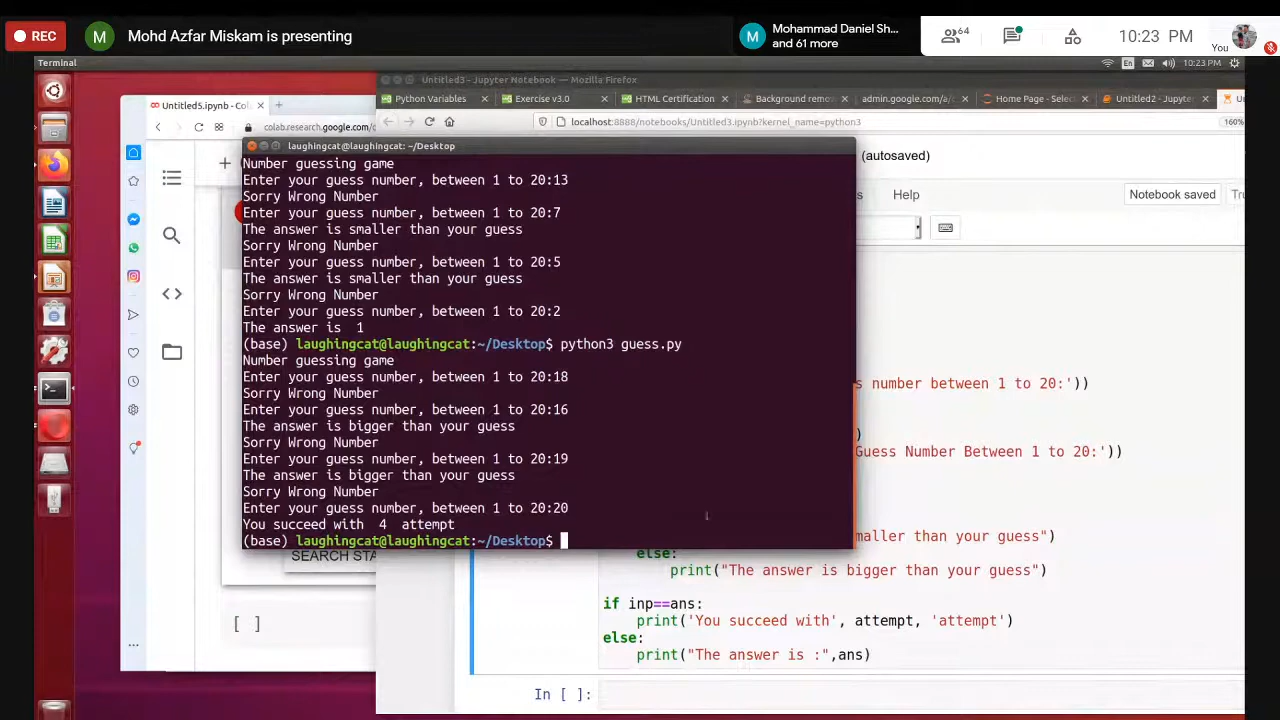 REC
M
Mohd Azfar Miskam is presenting
M
Mohammad Daniel Sh...
and 61 more
64
10:23 PM
You
Terminal
En
10:23 PM
Untitled3 - Jupyter Notebook — Mozilla Firefox
Untitled5.ipynb - Col
Python Variables
Exercise v3.0
HTML Certification
Background remov
admin.google.com/a/
Home Page - Selec
Untitled2 - Jupyter
colab.research.google.com/
localhost:8888/notebooks/Untitled3.ipynb?kernel_name=python3
160%
laughingcat@laughingcat: ~/Desktop
(autosaved)
Help
Notebook saved
Number guessing game
Enter your guess number, between 1 to 20:13
Sorry Wrong Number
Enter your guess number, between 1 to 20:7
The answer is smaller than your guess
Sorry Wrong Number
Enter your guess number, between 1 to 20:5
The answer is smaller than your guess
Sorry Wrong Number
Enter your guess number, between 1 to 20:2
The answer is  1
(base) laughingcat@laughingcat:~/Desktop$ python3 guess.py
Number guessing game
Enter your guess number, between 1 to 20:18
Sorry Wrong Number
Enter your guess number, between 1 to 20:16
The answer is bigger than your guess
Sorry Wrong Number
Enter your guess number, between 1 to 20:19
The answer is bigger than your guess
Sorry Wrong Number
Enter your guess number, between 1 to 20:20
You succeed with  4  attempt
(base) laughingcat@laughingcat:~/Desktop$
SEARCH STA
[ ]
s number between 1 to 20:'))
)
Guess Number Between 1 to 20:'))
maller than your guess")
else:
print("The answer is bigger than your guess")
if inp==ans:
print('You succeed with', attempt, 'attempt')
else:
print("The answer is :",ans)
In [ ]: